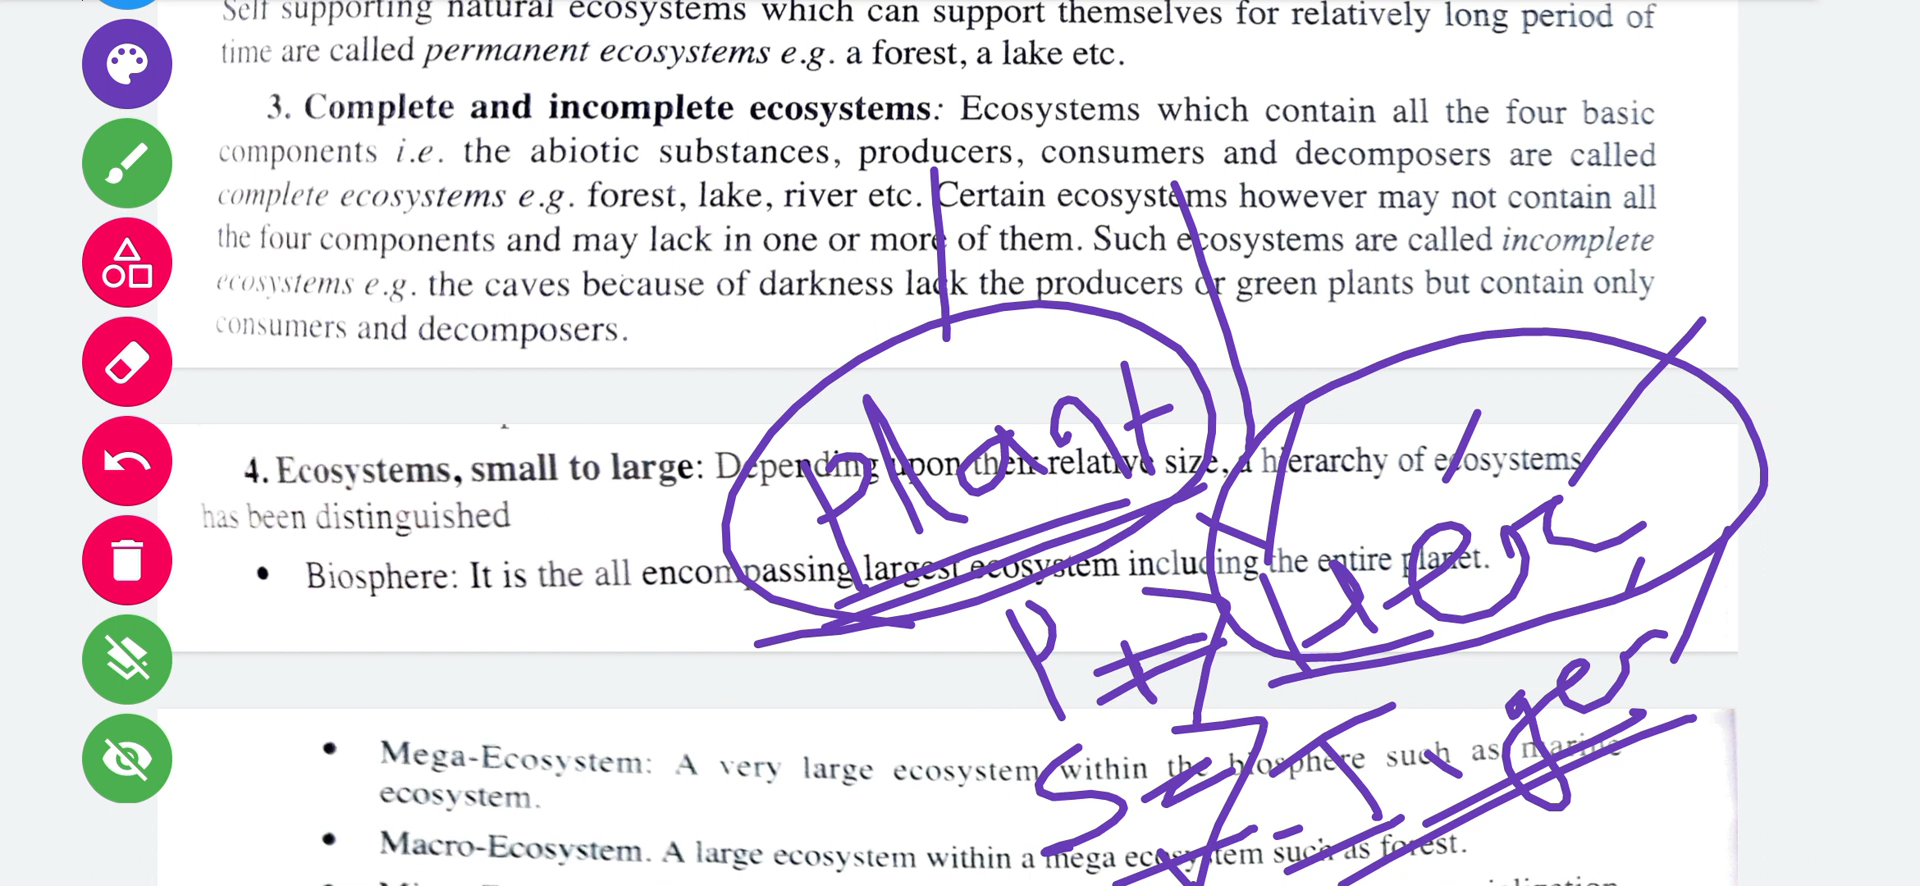 Self supporting natural ecosystems which can support themselves for relatively long period of
time are called permanent ecosystems e.g. a forest, a lake etc.
3. Complete and incomplete ecosystems: Ecosystems which contain all the four basic
components i.e. the abiotic substances, producers, consumers and decomposers are called
complete ecosystems e.g. forest, lake, river etc. Certain ecosystems however may not contain all
the four components and may lack in one or more of them. Such ecosystems are called incomplete
ecosystems e.g. the caves because of darkness lack the producers or green plants but contain only
consumers and decomposers.
Plant
4. Ecosystems, small to large: Depending upon their relative size, a hierarchy of ecosystems
has been distinguished
Deer
• Biosphere: It is the all encompassing largest ecosystem including the entire planet.
P
S
Tiger
• Mega-Ecosystem: A very large ecosystem within the biosphere such as marine
ecosystem.
• Macro-Ecosystem. A large ecosystem within a mega ecosystem such as forest.